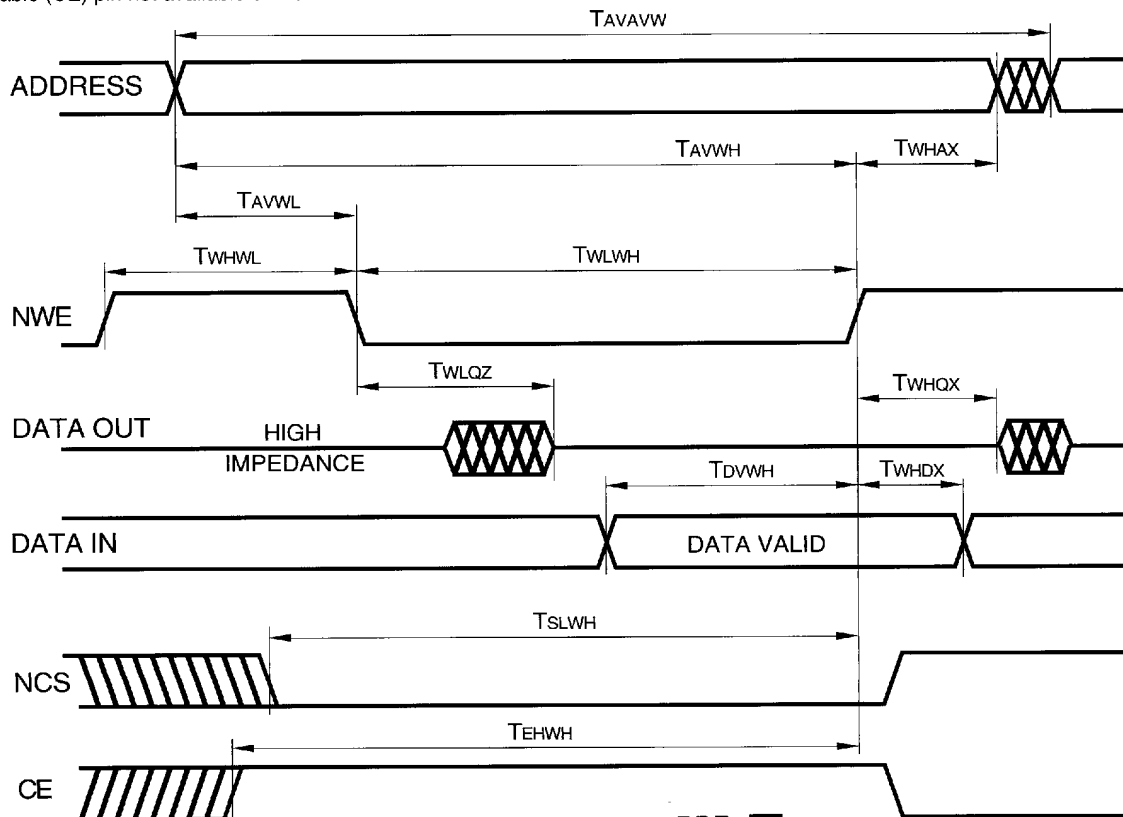 TAVAVW
ADDRESS
TAVWH
TWHAX
TAVWL
TWHWL
TWLWH
NWE
TWLQZ
TWHQX
DATA OUT
HIGH
IMPEDANCE
TDVWH
TWHDX
DATA IN
DATA VALID
TSLWH
NCS
TEHWH
CE